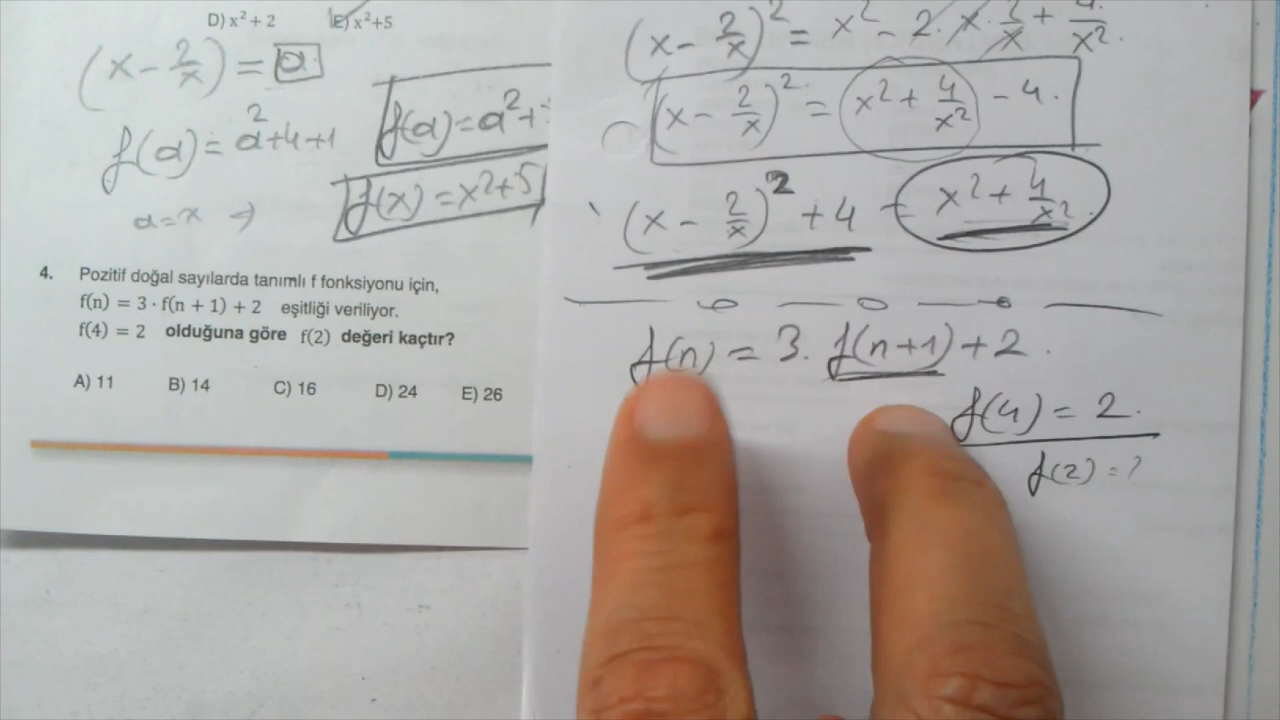 D) x² + 2 E) x²+5
(x - 2/x) = a
f(a) = a²+4+1
f(a) = a²+
a = x ⇒
f(x) = x²+5
4. Pozitif doğal sayılarda tanımlı f fonksiyonu için,
f(n) = 3 · f(n + 1) + 2 eşitliği veriliyor.
f(4) = 2 olduğuna göre f(2) değeri kaçtır?
A) 11 B) 14 C) 16 D) 24 E) 26
(x - 2/x)² = x² - 2. x. 2/x + 4/x².
(x - 2/x)² = x² + 4/x² - 4.
(x - 2/x)² + 4 = x² + 4/x²
f(n) = 3. f(n+1) + 2.
f(4) = 2.
f(2) = ?